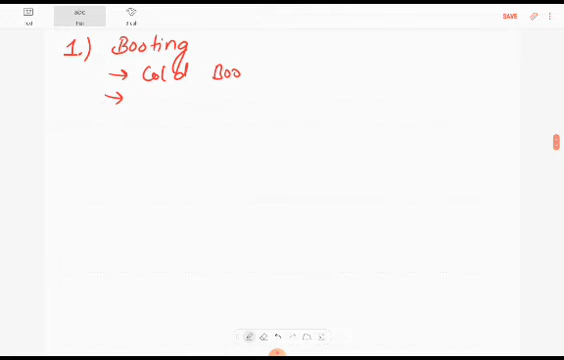 SAVE
1.) Booting
→ Cold Boo
→